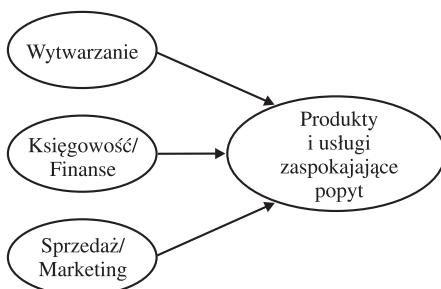 Wytwarzanie
Księgowość/
Finanse
Sprzedaż/
Marketing
Produkty
i usługi
zaspokajające
popyt